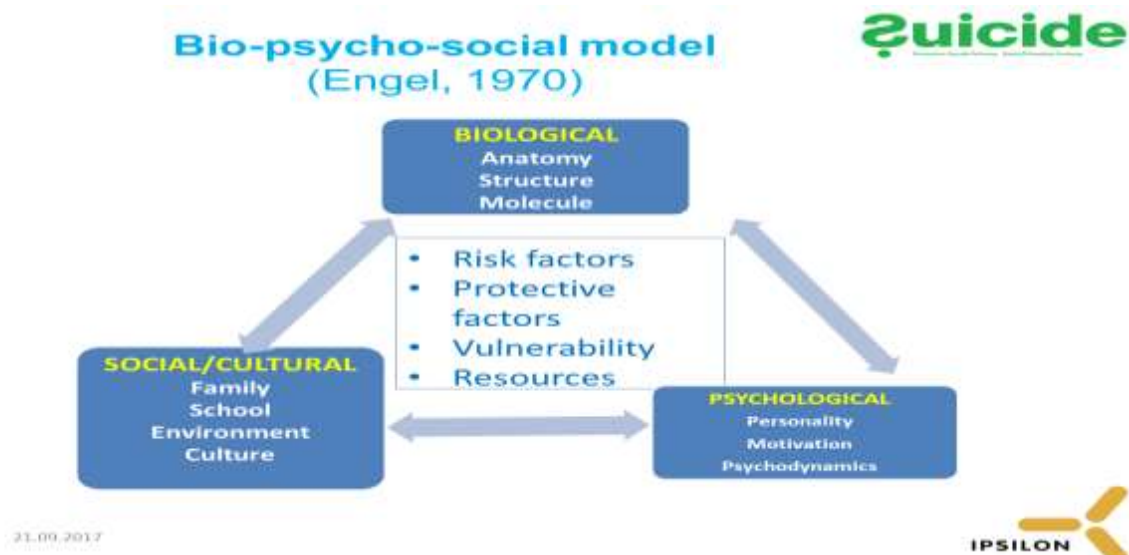 Bio-psycho-social model
(Engel, 1970)
Suicide
BIOLOGICAL
Anatomy
Structure
Molecule
• Risk factors
• Protective
factors
• Vulnerability
• Resources
SOCIAL/CULTURAL
Family
School
Environment
Culture
PSYCHOLOGICAL
Personality
Motivation
Psychodynamics
21.09.2017
IPSILON